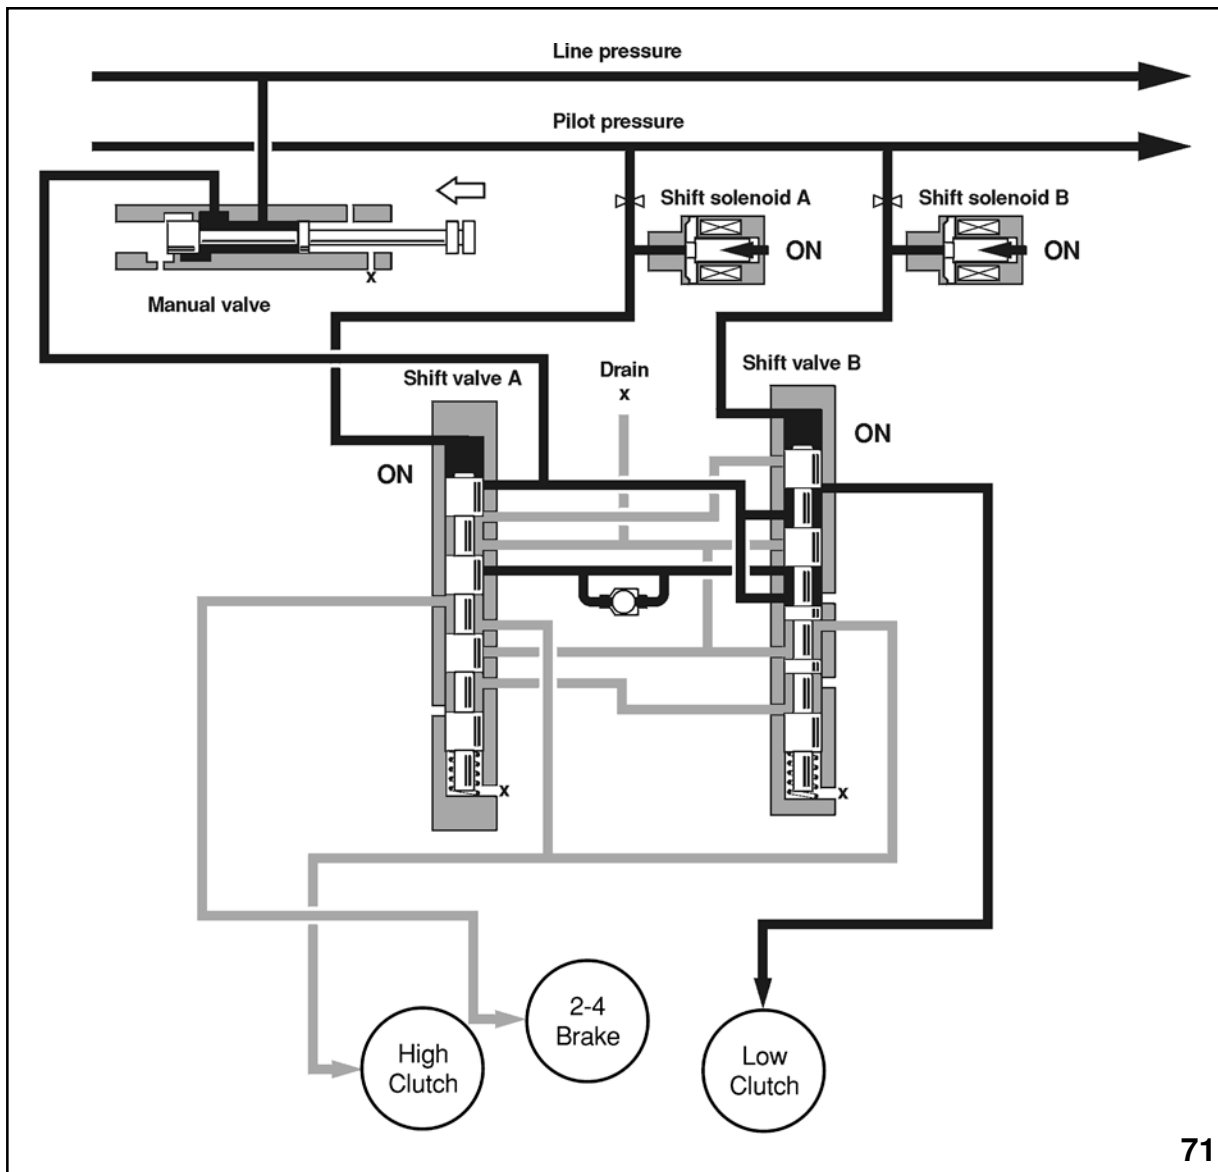 Line pressure
Pilot pressure
Shift solenoid A
Shift solenoid B
ON
ON
x
Manual valve
Shift valve A
Drain
x
Shift valve B
ON
ON
x
x
2-4
Brake
High
Clutch
Low
Clutch
71